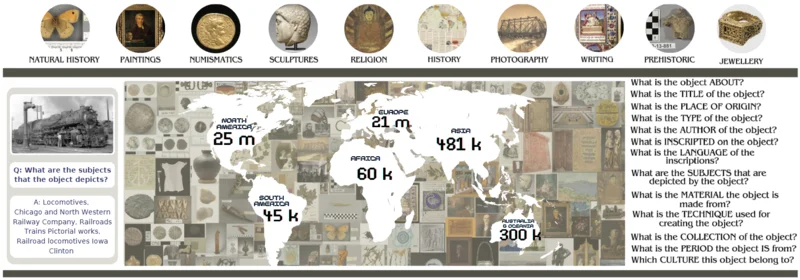 NATURAL HISTORY
PAINTINGS
NUMISMATICS
SCULPTURES
RELIGION
HISTORY
PHOTOGRAPHY
WRITING
PREHISTORIC
JEWELLERY
Q: What are the subjects
that the object depicts?
A: Locomotives.
Chicago and North Western
Railway Company. Railroads
Trains Pictorial works.
Railroad locomotives Iowa
Clinton
NORTH
AMERICA
25 m
EUROPE
21 m
ASIA
481 k
AFRICA
60 k
SOUTH
AMERICA
45 k
AUSTRALIA
& OCEANIA
300 k
What is the object ABOUT?
What is the TITLE of the object?
What is the PLACE OF ORIGIN?
What is the TYPE of the object?
What is the AUTHOR of the object?
What is INSCRIPTED on the object?
What is the LANGUAGE of the
inscriptions?
What are the SUBJECTS that are
depicted by the object?
What is the MATERIAL the object is
made from?
What is the TECHNIQUE used for
creating the object?
What is the COLLECTION of the object?
What is the PERIOD the object IS from?
Which CULTURE this object belong to?